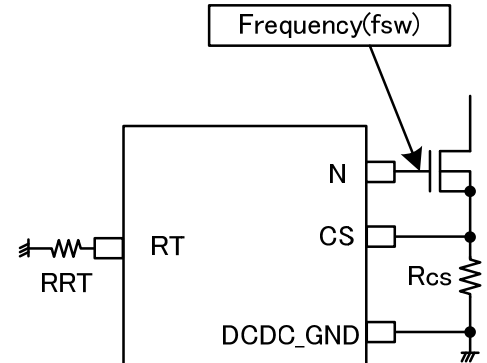 Frequency(fsw)
N
RT
CS
RRT
Rcs
DCDC_GND